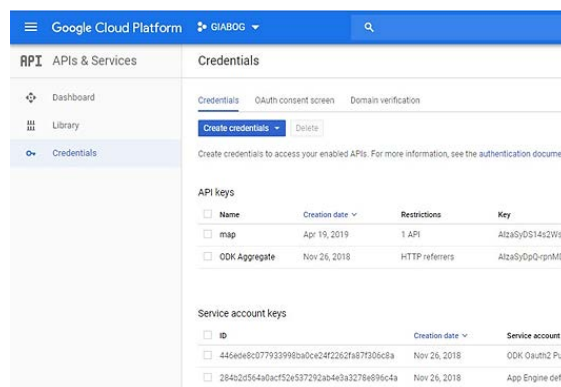 Google Cloud Platform GIABOG
API APIs & Services Credentials
Dashboard
Library
Credentials
Credentials OAuth consent screen Domain verification
Create credentials Delete
Create credentials to access your enabled APIs. For more information, see the authentication docume
API keys
Name Creation date Restrictions Key
map Apr 19, 2019 1 API
ODK Aggregate Nov 26, 2018 HTTP referrers
Service account keys
ID Creation date Service account
Nov 26, 2018 ODK Oauth2 Pu
Nov 26, 2018 App Engine def